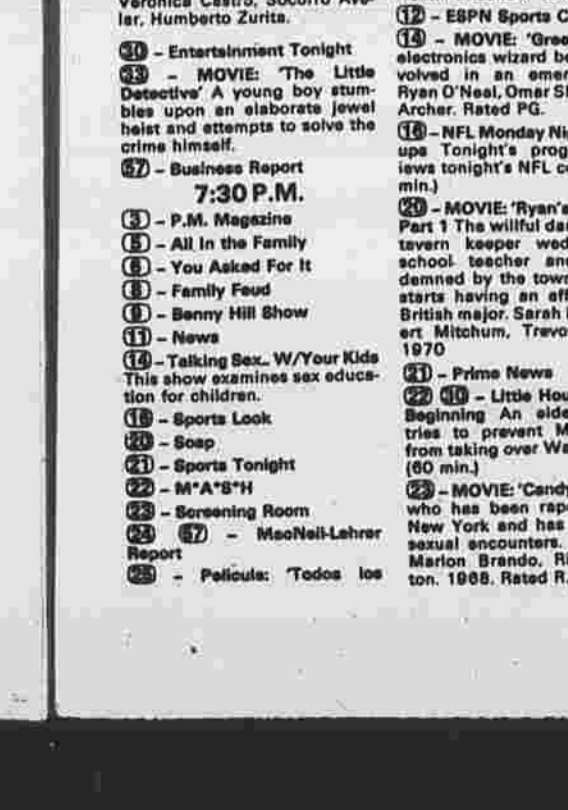 Veronica Castro, Socorro Ave-
lar, Humberto Zurita.
30 - Entertainment Tonight
33 - MOVIE: 'The Little
Detective' A young boy stum-
bles upon an elaborate jewel
heist and attempts to solve the
crime himself.
57 - Business Report
7:30 P.M.
3 - P.M. Magazine
5 - All In the Family
6 - You Asked For It
8 - Family Feud
9 - Benny Hill Show
11 - News
14 - Talking Sex.. W/Your Kids
This show examines sex educa-
tion for children.
16 - Sports Look
20 - Soap
21 - Sports Tonight
22 - M*A*S*H
23 - Screening Room
24 57 - MacNeil-Lehrer
Report
25 - Pelicula: 'Todos los
12 - ESPN Sports C
14 - MOVIE: 'Gree
electronics wizard be
volved in an emer
Ryan O'Neal, Omar S
Archer. Rated PG.
16 - NFL Monday Ni
ups Tonight's prog
iews tonight's NFL c
min.)
20 - MOVIE: 'Ryan's
Part 1 The willful da
tavern keeper wed
school teacher an
demned by the tow
starts having an aff
British major. Sarah
ert Mitchum, Trevo
1970
21 - Prime News
22 30 - Little Hou
Beginning An elde
tries to prevent M
from taking over Wa
(60 min.)
23 - MOVIE: 'Candy
who has been rap
New York and has
sexual encounters.
Marlon Brando, Ri
ton. 1968. Rated R.